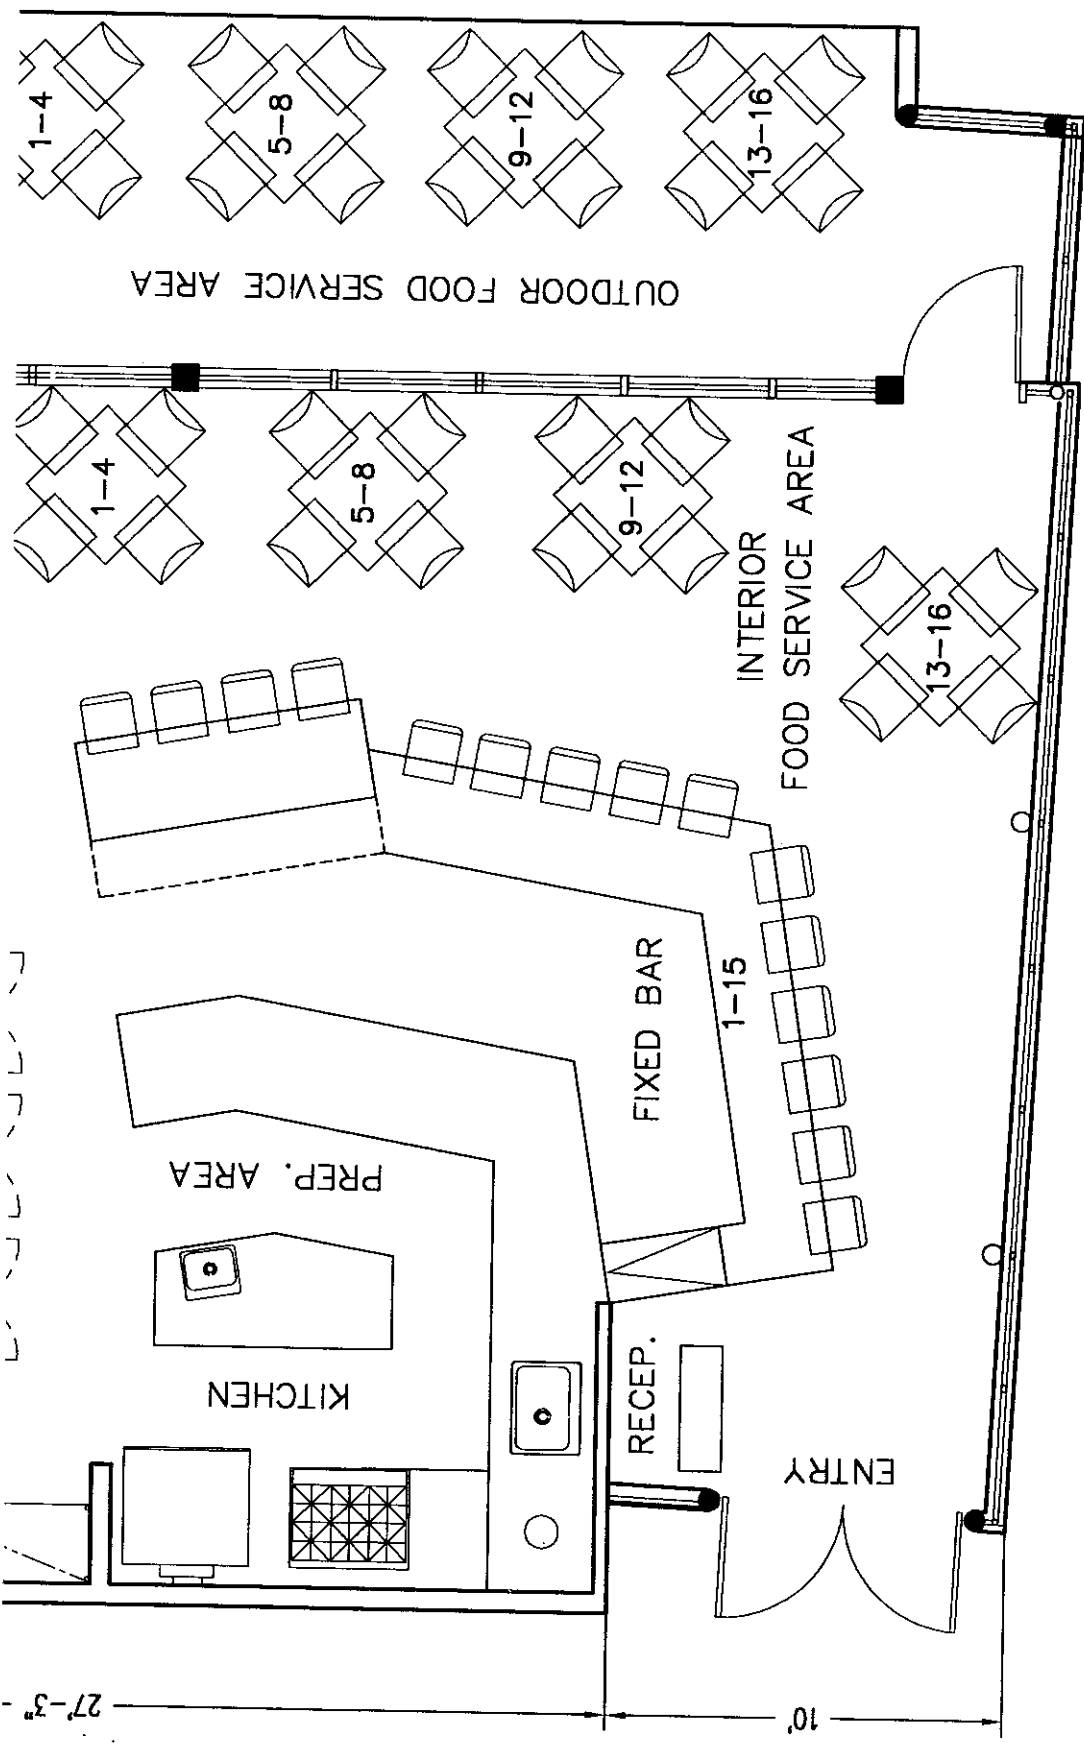 1-4
5-8
9-12
13-16
OUTDOOR FOOD SERVICE AREA
1-4
5-8
9-12
13-16
INTERIOR
FOOD SERVICE AREA
FIXED BAR
1-15
PREP. AREA
KITCHEN
RECEP.
ENTRY
27'-3"
10'